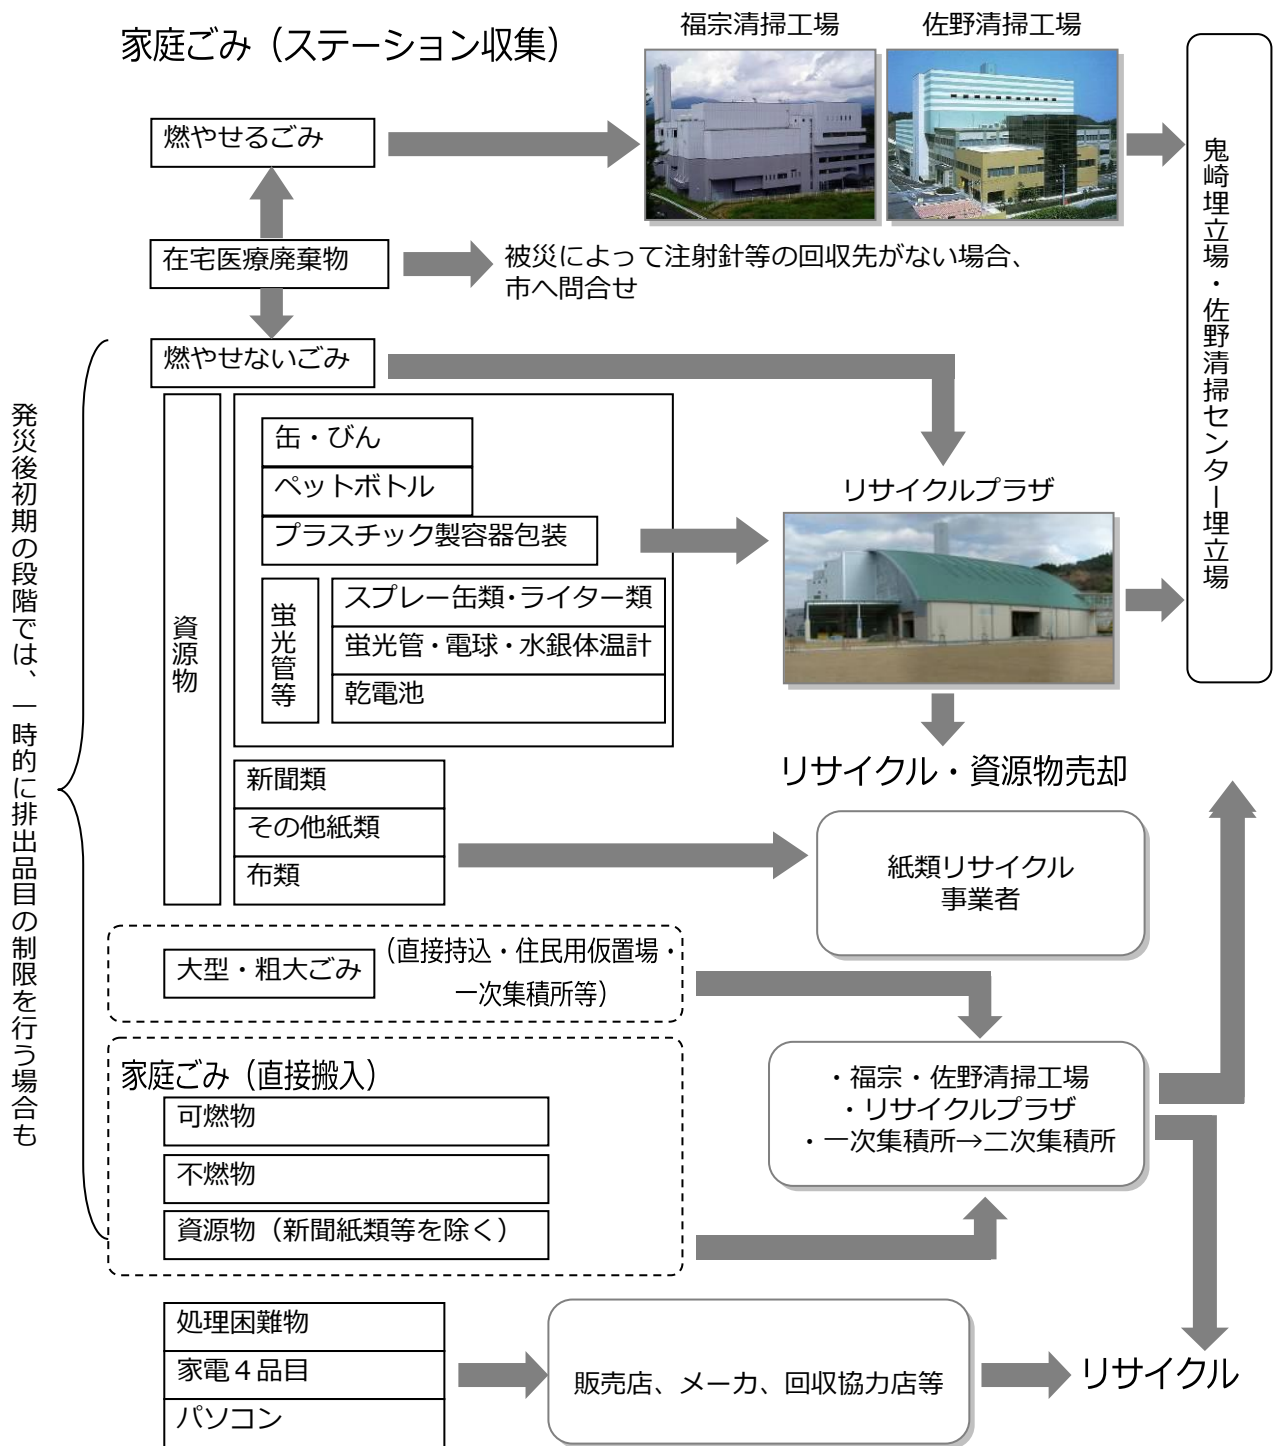 家庭ごみ（ステーション収集）
福宗清掃工場
佐野清掃工場
燃やせるごみ
在宅医療廃棄物
被災によって注射針等の回収先がない場合、
市へ問合せ
燃やせないごみ
鬼崎埋立場・佐野清掃センター埋立場
発災後初期の段階では、一時的に排出品目の制限を行う場合も
資源物
缶・びん
ペットボトル
プラスチック製容器包装
蛍光管等
スプレー缶類・ライター類
蛍光管・電球・水銀体温計
乾電池
リサイクルプラザ
リサイクル・資源物売却
新聞類
その他紙類
布類
紙類リサイクル
事業者
大型・粗大ごみ
（直接持込・住民用仮置場・
一次集積所等）
家庭ごみ（直接搬入）
可燃物
不燃物
資源物（新聞紙類等を除く）
・福宗・佐野清掃工場
・リサイクルプラザ
・一次集積所→二次集積所
処理困難物
家電４品目
パソコン
販売店、メーカ、回収協力店等
リサイクル